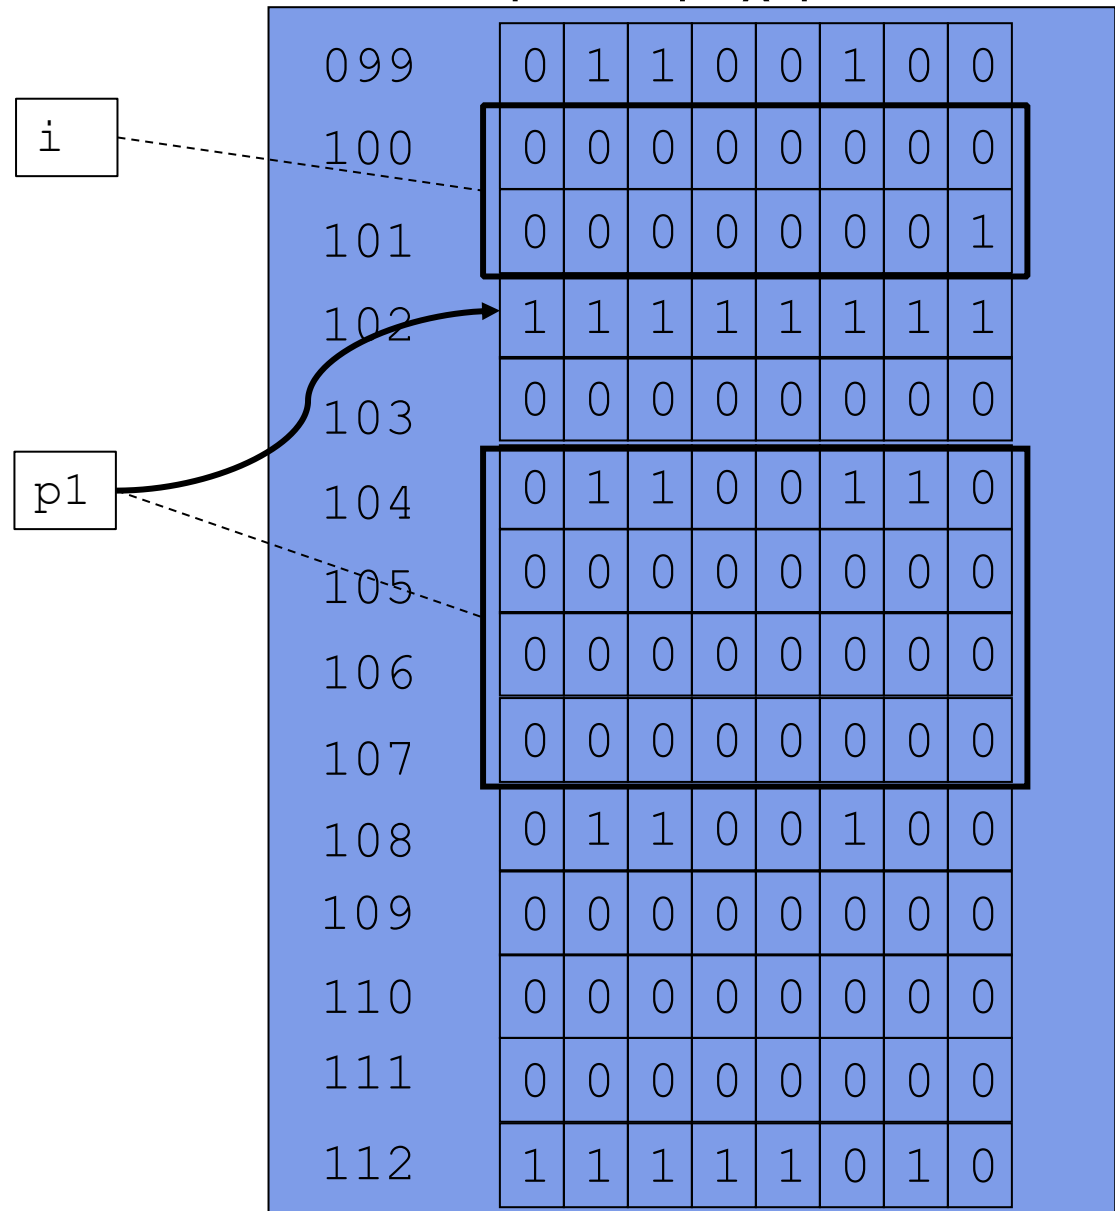 099 0 1 1 0 0 1 0 0
i
100 0 0 0 0 0 0 0 0
101 0 0 0 0 0 0 0 1
102 1 1 1 1 1 1 1 1
103 0 0 0 0 0 0 0 0
p1
104 0 1 1 0 0 1 1 0
105 0 0 0 0 0 0 0 0
106 0 0 0 0 0 0 0 0
107 0 0 0 0 0 0 0 0
108 0 1 1 0 0 1 0 0
109 0 0 0 0 0 0 0 0
110 0 0 0 0 0 0 0 0
111 0 0 0 0 0 0 0 0
112 1 1 1 1 1 0 1 0